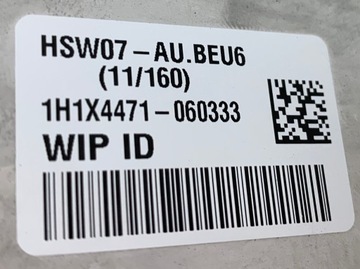 HSW07-AU.BEU6
(11/160)
1H1X4471-060333
WIP ID